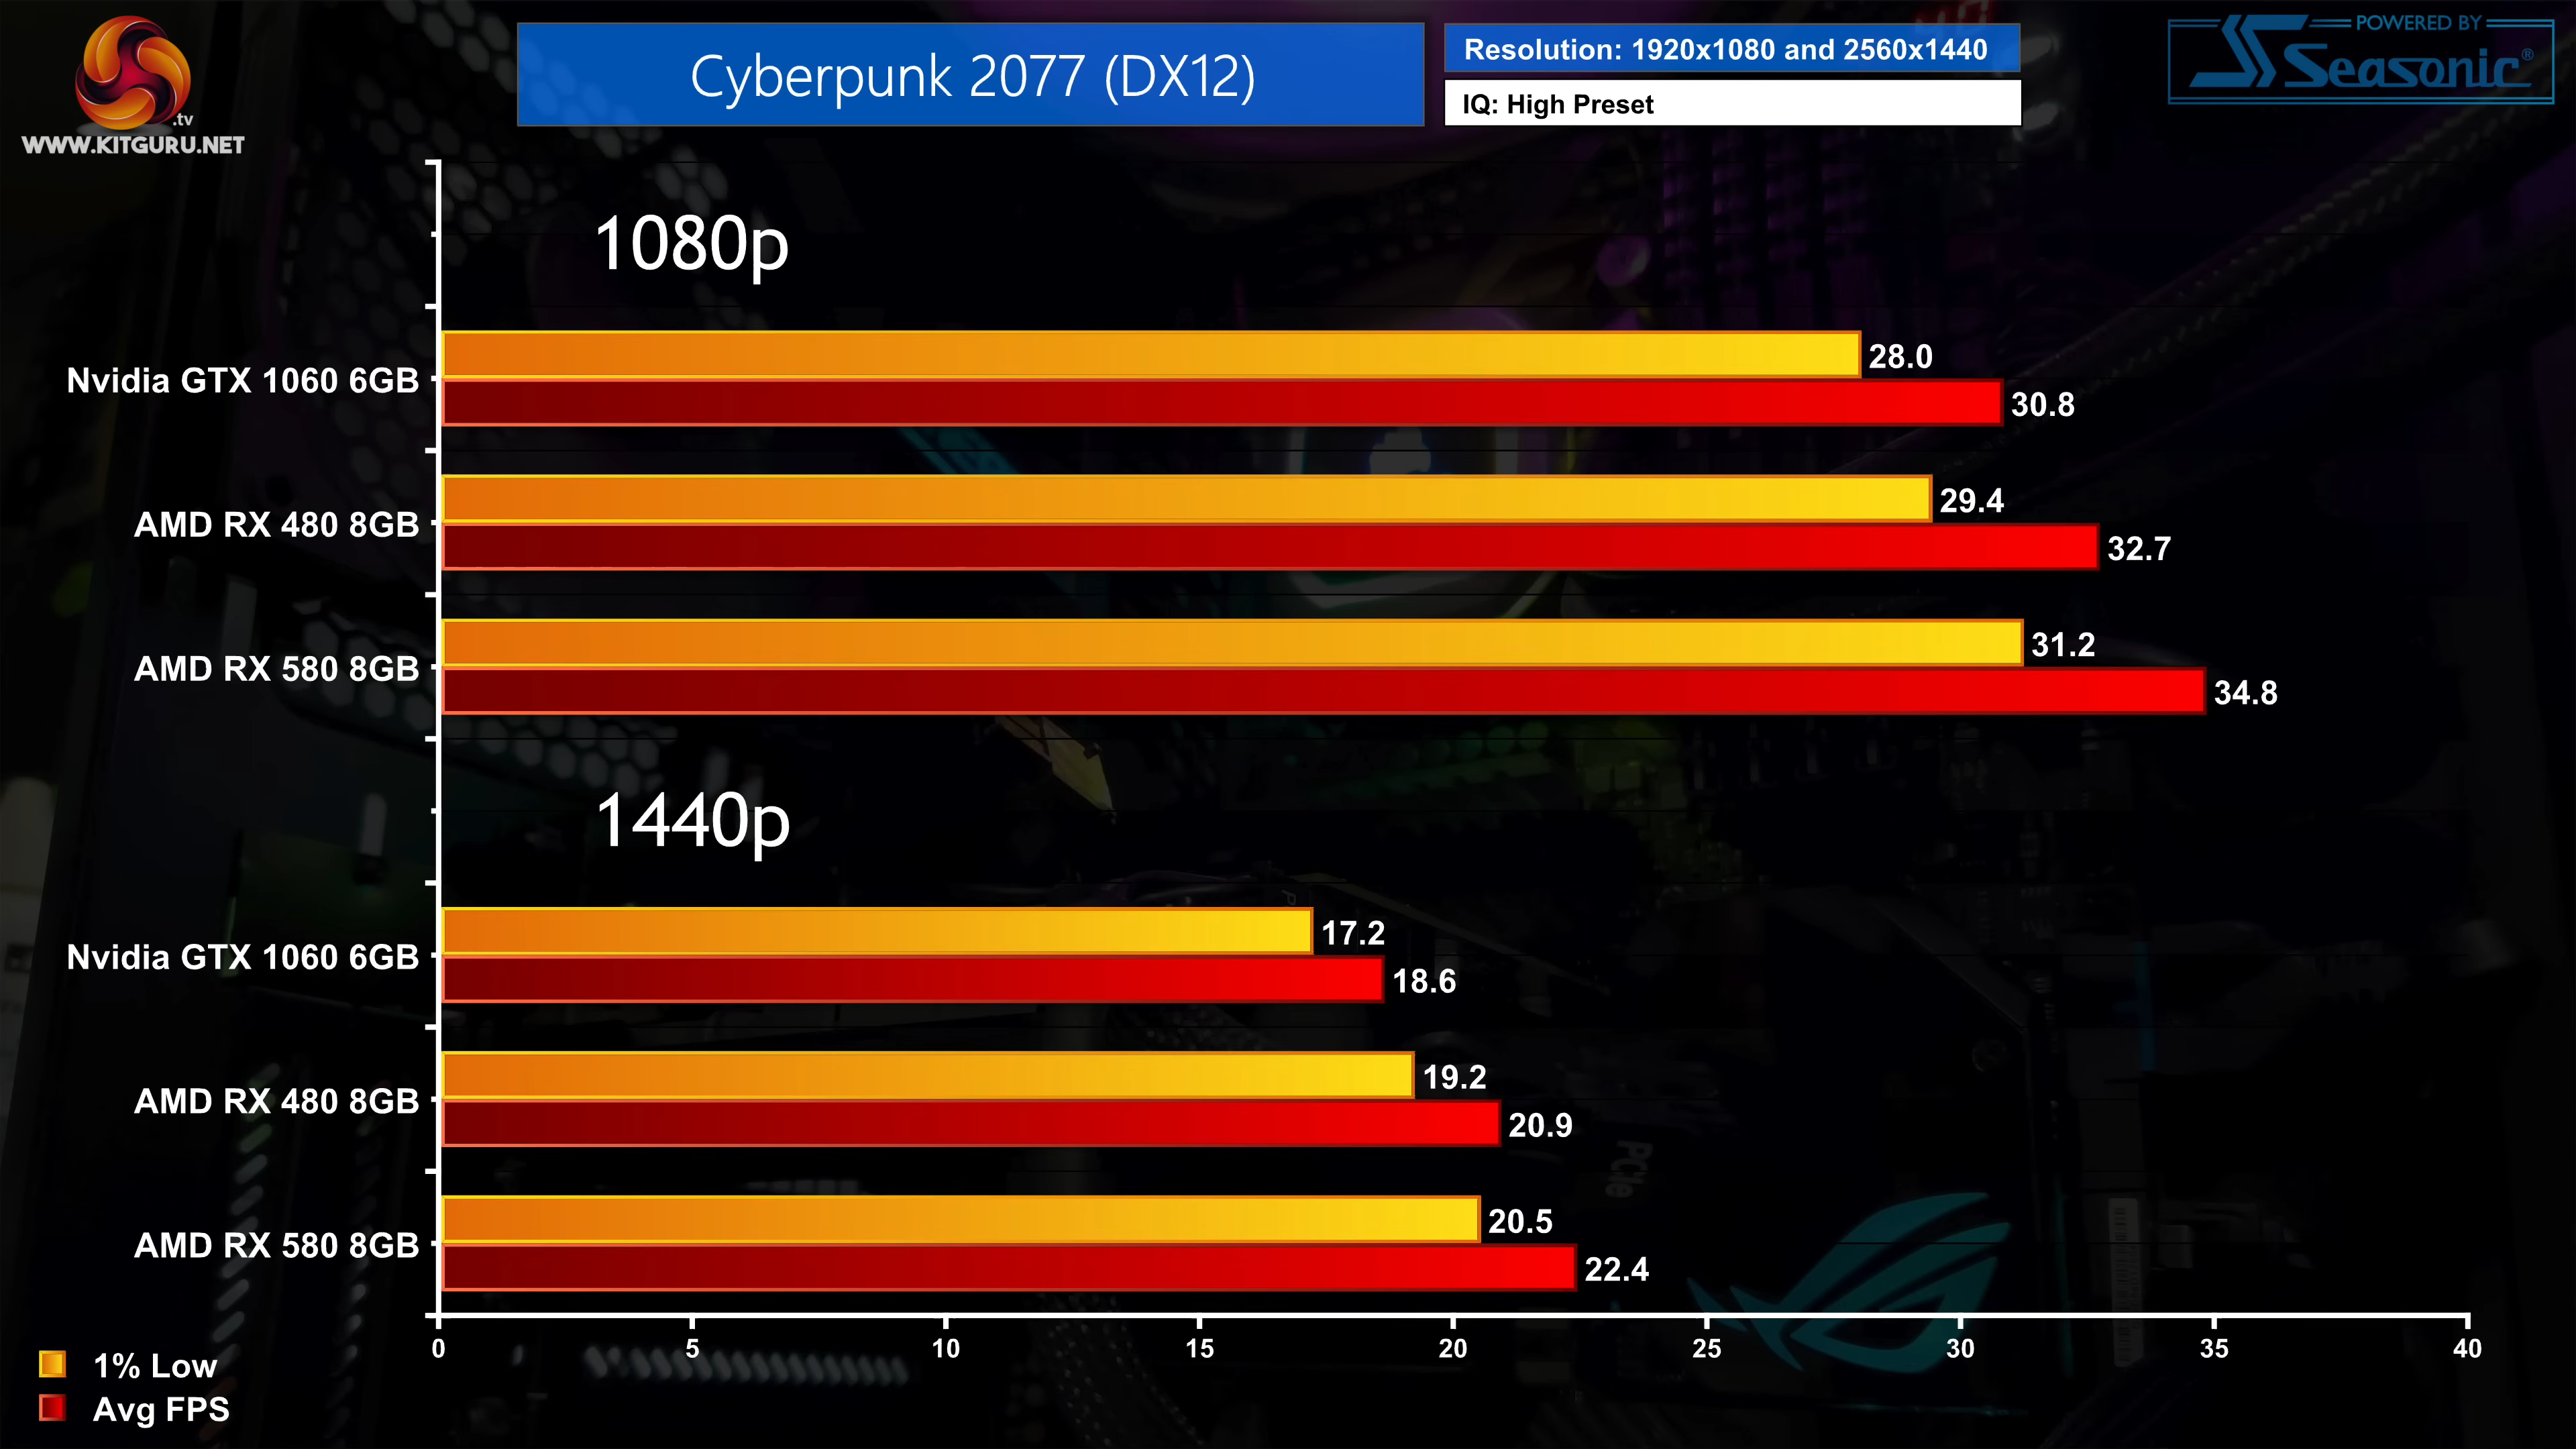 .tv
WWW.KITGURU.NET
Cyberpunk 2077 (DX12)
Resolution: 1920x1080 and 2560x1440
IQ: High Preset
POWERED BY
Seasonic®
1080p
Nvidia GTX 1060 6GB
28.0
30.8
AMD RX 480 8GB
29.4
32.7
AMD RX 580 8GB
31.2
34.8
1440p
Nvidia GTX 1060 6GB
17.2
18.6
AMD RX 480 8GB
19.2
20.9
PCIe
AMD RX 580 8GB
20.5
22.4
0 5 10 15 20 25 30 35 40
1% Low
Avg FPS